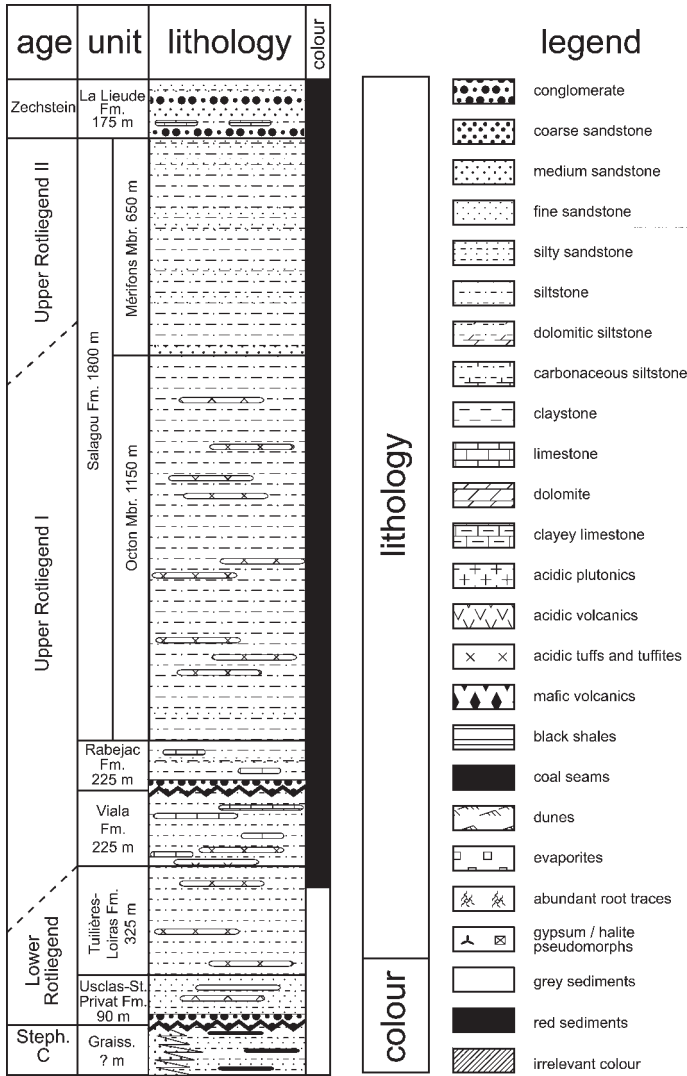 age unit lithology colour
Zechstein
La Lieude
Fm.
175 m
Upper Rotliegend II
Salagou Fm. 1800 m
Mérifons Mbr. 650 m
Upper Rotliegend I
Octon Mbr. 1150 m
Rabejac
Fm.
225 m
Viala
Fm.
225 m
Lower
Rotliegend
Tuilières-
Loiras Fm.
325 m
Usclas-St.
Privat Fm.
90 m
Steph.
C
Graiss.
? m
legend
lithology
conglomerate
coarse sandstone
medium sandstone
fine sandstone
silty sandstone
siltstone
dolomitic siltstone
carbonaceous siltstone
claystone
limestone
dolomite
clayey limestone
acidic plutonics
acidic volcanics
acidic tuffs and tuffites
mafic volcanics
black shales
coal seams
dunes
evaporites
abundant root traces
gypsum / halite
pseudomorphs
colour
grey sediments
red sediments
irrelevant colour